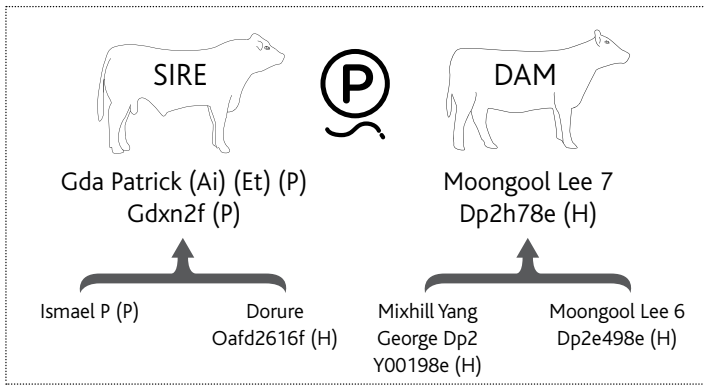 SIRE
P
DAM
Gda Patrick (Ai) (Et) (P)
Gdxn2f (P)
Moongool Lee 7
Dp2h78e (H)
Ismael P (P)
Dorure
Oafd2616f (H)
Mixhill Yang
George Dp2
Y00198e (H)
Moongool Lee 6
Dp2e498e (H)